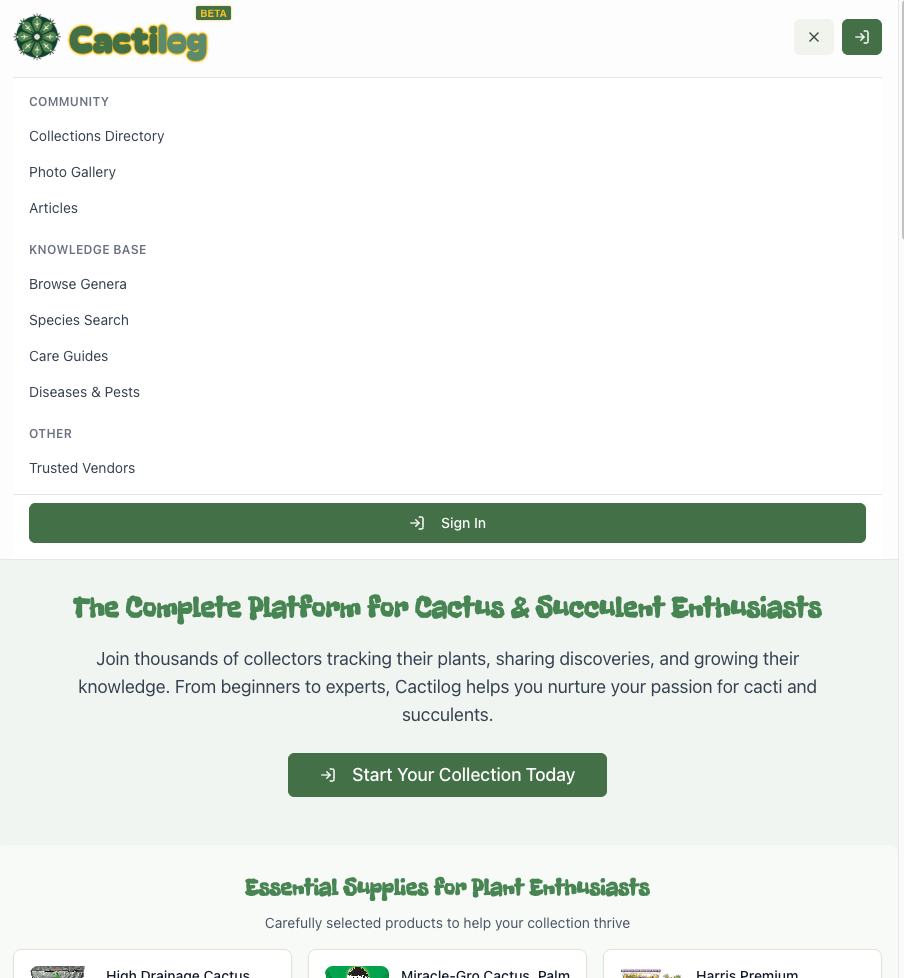 BETA
Cactilog
COMMUNITY
Collections Directory
Photo Gallery
Articles
KNOWLEDGE BASE
Browse Genera
Species Search
Care Guides
Diseases & Pests
OTHER
Trusted Vendors
Sign In
The Complete Platform for Cactus & Succulent Enthusiasts
Join thousands of collectors tracking their plants, sharing discoveries, and growing their
knowledge. From beginners to experts, Cactilog helps you nurture your passion for cacti and
succulents.
Start Your Collection Today
Essential Supplies for Plant Enthusiasts
Carefully selected products to help your collection thrive
High Drainage Cactus
Miracle-Gro Cactus, Palm
Harris Premium